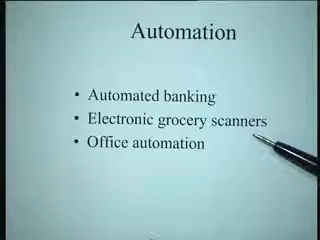 Automation
• Automated banking
• Electronic grocery scanners
• Office automation